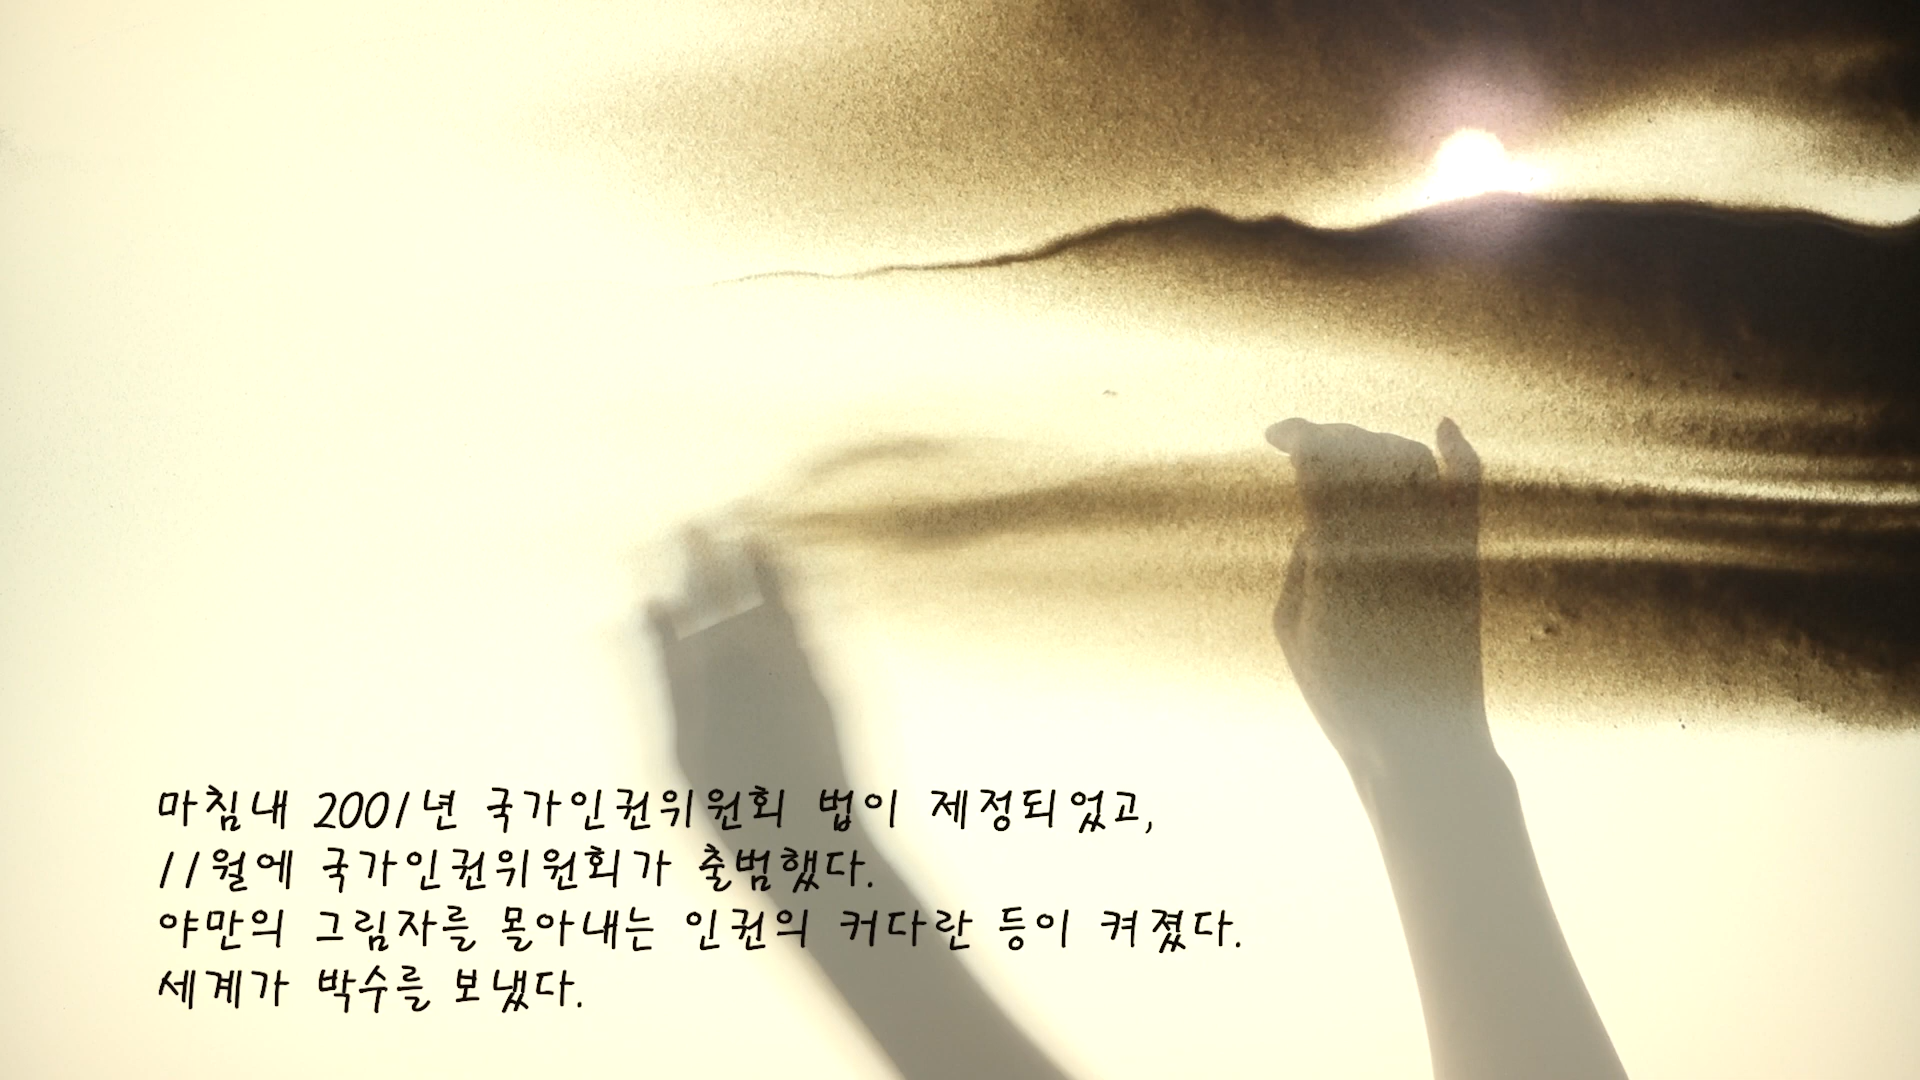 마침내 2001년 국가인권위원회 법이 제정되었고,
11월에 국가인권위원회가 출범했다.
야만의 그림자를 몰아내는 인권의 커다란 등이 켜졌다.
세계가 박수를 보냈다.